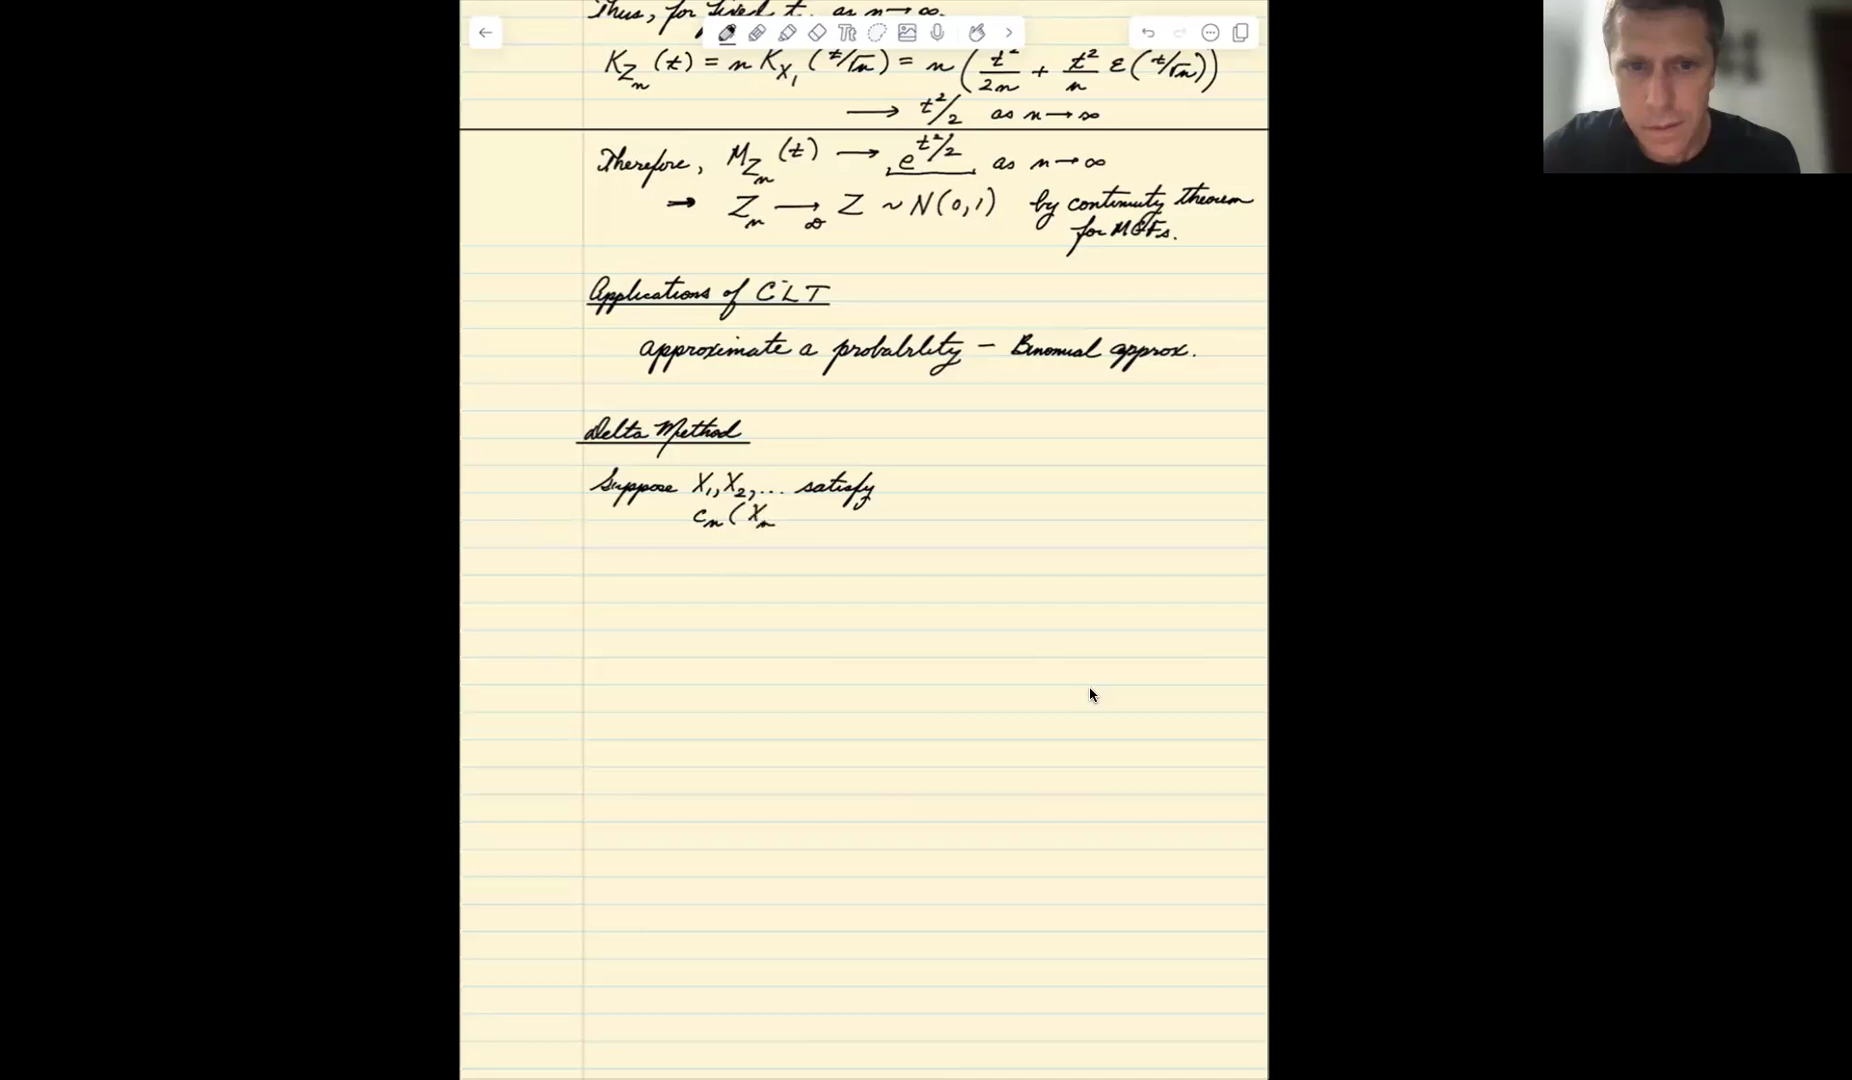 Thus, for fixed t, as n → ∞.
K_{Z_n}(t) = n K_{X_1}(t/√n) = n ( t²/2n + t²/n ε(t/√n) )
→ t²/2 as n → ∞
Therefore, M_{Z_n}(t) → e^{t²/2} as n → ∞
⇒ Z_n →_D Z ~ N(0,1) by continuity theorem
for MGFs.
Applications of CLT
approximate a probability – Binomial approx.
Delta Method
Suppose X₁, X₂, ... satisfy
c_n ( X_n